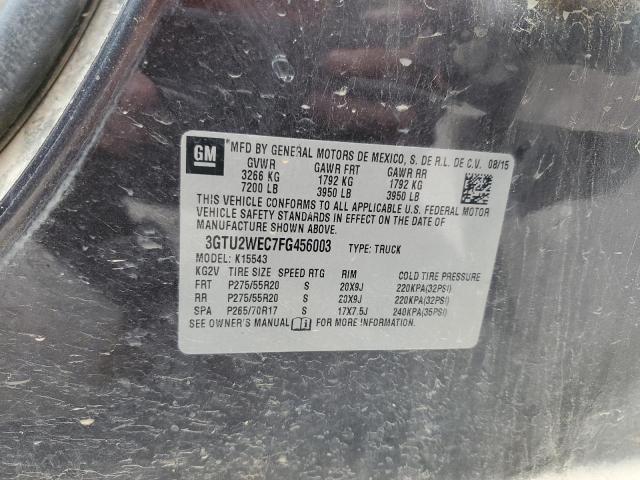 GM MFD BY GENERAL MOTORS DE MEXICO, S. DE R.L. DE C.V. 08/15
GVWR GAWR FRT GAWR RR
3266 KG 1792 KG 1792 KG
7200 LB 3950 LB 3950 LB
THIS VEHICLE CONFORMS TO ALL APPLICABLE U.S. FEDERAL MOTOR
VEHICLE SAFETY STANDARDS IN EFFECT ON THE DATE OF
MANUFACTURE SHOWN ABOVE.
3GTU2WEC7FG456003 TYPE: TRUCK
MODEL: K15543
KG2V TIRE SIZE SPEED RTG RIM COLD TIRE PRESSURE
FRT P275/55R20 S 20X9J 220KPA(32PSI)
RR P275/55R20 S 20X9J 220KPA(32PSI)
SPA P265/70R17 S 17X7.5J 240KPA(35PSI)
SEE OWNER'S MANUAL FOR MORE INFORMATION.